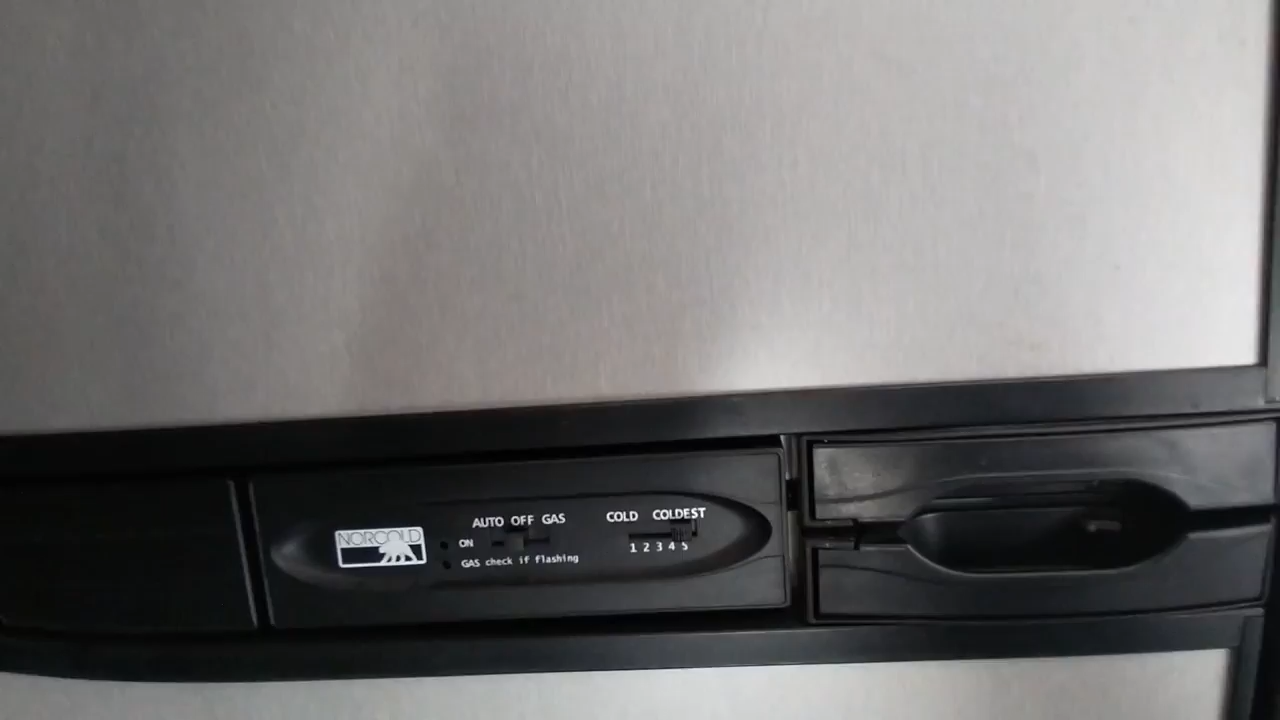 NORCOLD
AUTO OFF GAS
ON
GAS check if flashing
COLD COLDEST
1 2 3 4 5